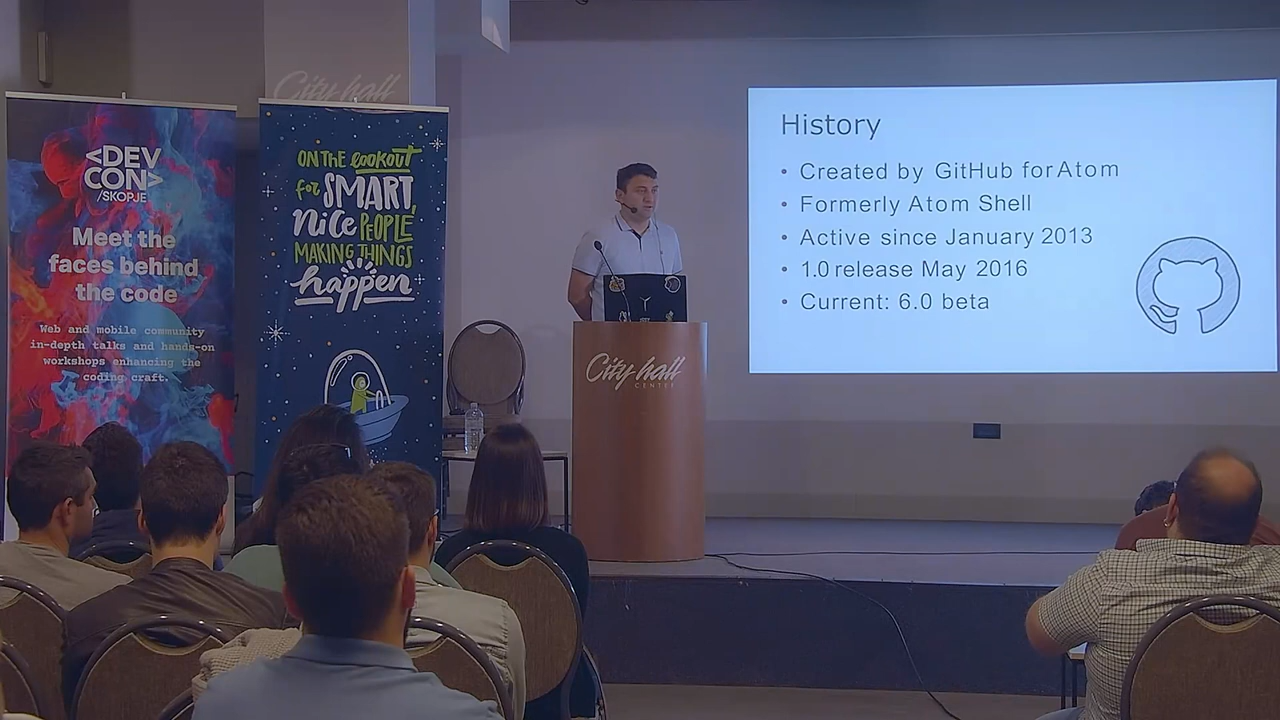 City hall
<DEV
CON>
/SKOPJE
Meet the
faces behind
the code
Web and mobile community
in-depth talks and hands-on
workshops enhancing the
coding craft.
ON THE lookout
for SMART,
nice PEOPLE
MAKING THINGS
happen
City hall
CENTER
History
• Created by GitHub for Atom
• Formerly Atom Shell
• Active since January 2013
• 1.0 release May 2016
• Current: 6.0 beta